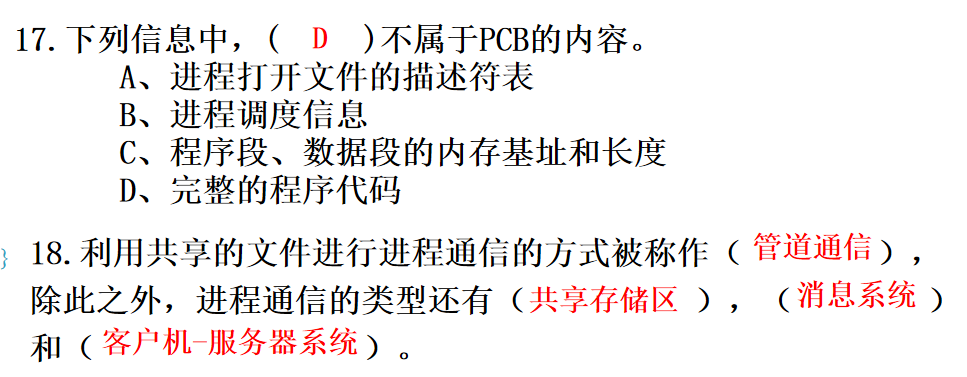 17.下列信息中，( D )不属于PCB的内容。
A、进程打开文件的描述符表
B、进程调度信息
C、程序段、数据段的内存基址和长度
D、完整的程序代码
18.利用共享的文件进行进程通信的方式被称作（管道通信），
除此之外，进程通信的类型还有（共享存储区 ），（消息系统 ）
和（客户机-服务器系统）。